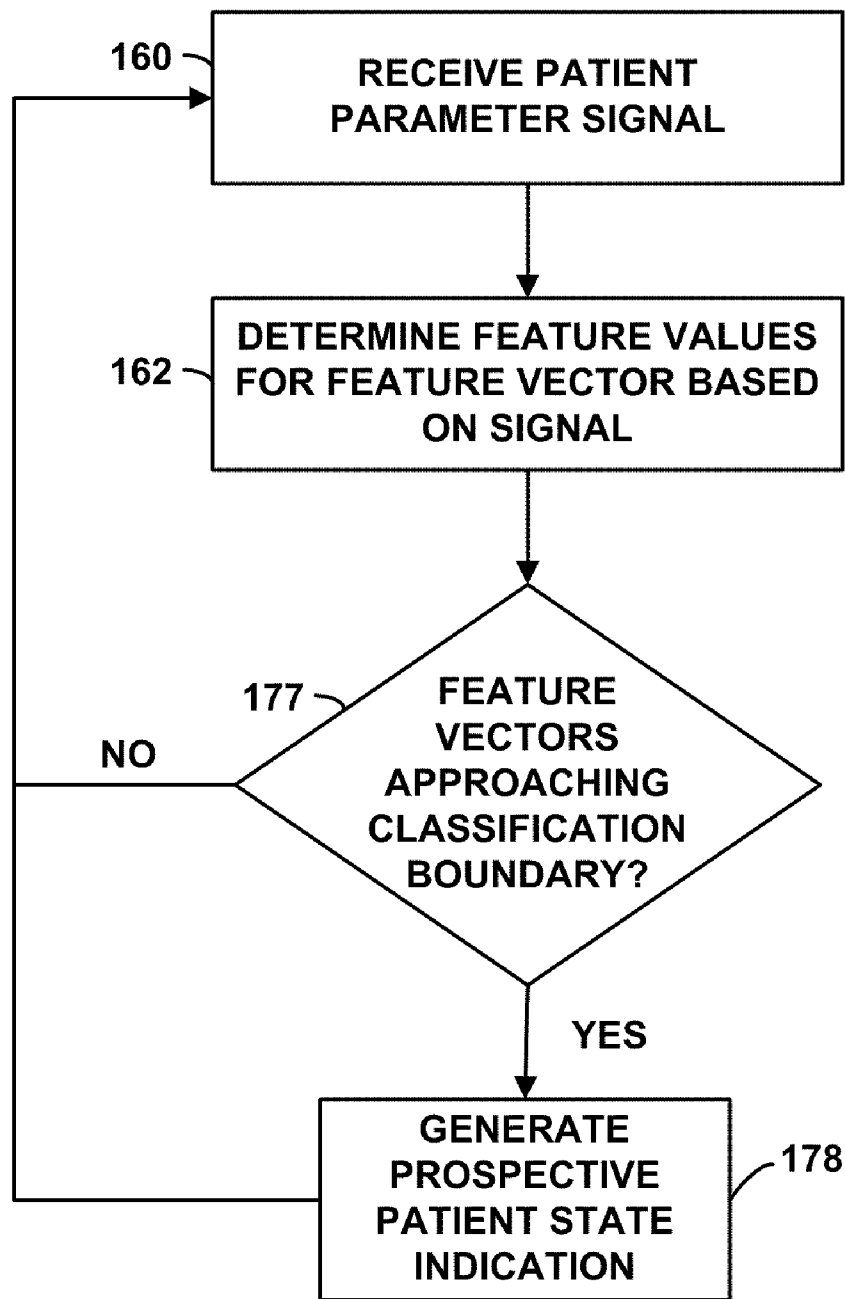 160
RECEIVE PATIENT
PARAMETER SIGNAL
162
DETERMINE FEATURE VALUES
FOR FEATURE VECTOR BASED
ON SIGNAL
177
FEATURE
VECTORS
APPROACHING
CLASSIFICATION
BOUNDARY?
NO
YES
GENERATE
PROSPECTIVE
PATIENT STATE
INDICATION
178